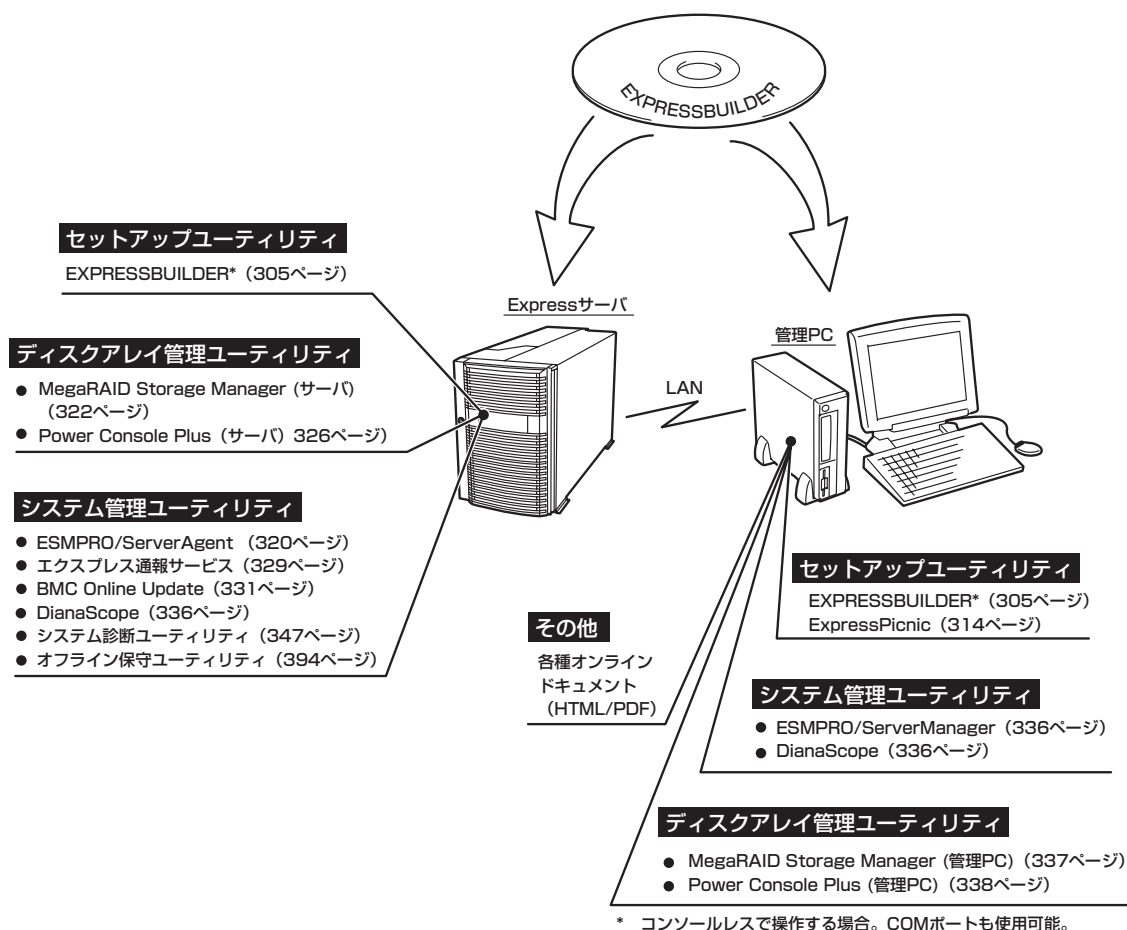 EXPRESSBUILDER
セットアップユーティリティ
EXPRESSBUILDER*（305ページ）
ディスクアレイ管理ユーティリティ
● MegaRAID Storage Manager (サーバ)
（322ページ）
● Power Console Plus（サーバ）326ページ）
システム管理ユーティリティ
● ESMPRO/ServerAgent （320ページ）
● エクスプレス通報サービス（329ページ）
● BMC Online Update（331ページ）
● DianaScope（336ページ）
● システム診断ユーティリティ（347ページ）
● オフライン保守ユーティリティ（394ページ）
Expressサーバ
LAN
管理PC
その他
各種オンライン
ドキュメント
（HTML/PDF）
セットアップユーティリティ
EXPRESSBUILDER*（305ページ）
ExpressPicnic（314ページ）
システム管理ユーティリティ
● ESMPRO/ServerManager（336ページ）
● DianaScope（336ページ）
ディスクアレイ管理ユーティリティ
● MegaRAID Storage Manager (管理PC)（337ページ）
● Power Console Plus (管理PC)（338ページ）
* コンソールレスで操作する場合。COMポートも使用可能。